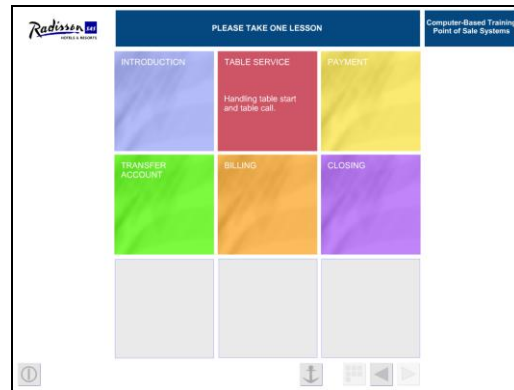 Radisson SAS
HOTELS & RESORTS
PLEASE TAKE ONE LESSON
Computer-Based Training
Point of Sale Systems
INTRODUCTION
TABLE SERVICE
Handling table start
and table call.
PAYMENT
TRANSFER
ACCOUNT
BILLING
CLOSING